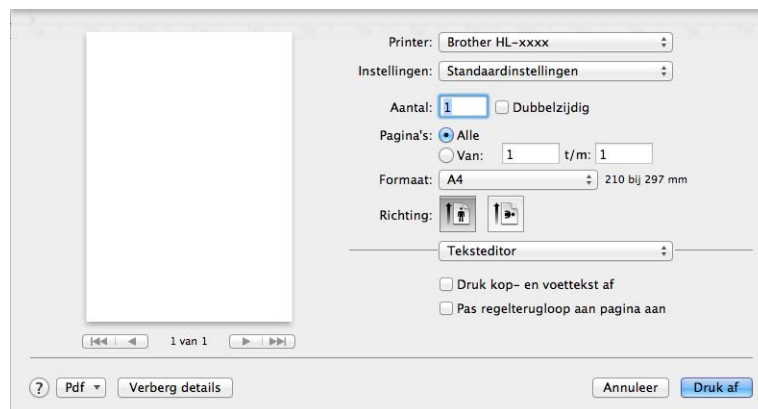 Printer: Brother HL-xxxx
Instellingen: Standaardinstellingen
Aantal: 1 Dubbelzijdig
Pagina's: Alle
Van: 1 t/m: 1
Formaat: A4 210 bij 297 mm
Richting:
Teksteditor
Druk kop- en voettekst af
Pas regelterugloop aan pagina aan
1 van 1
? Pdf Verberg details Annuleer Druk af